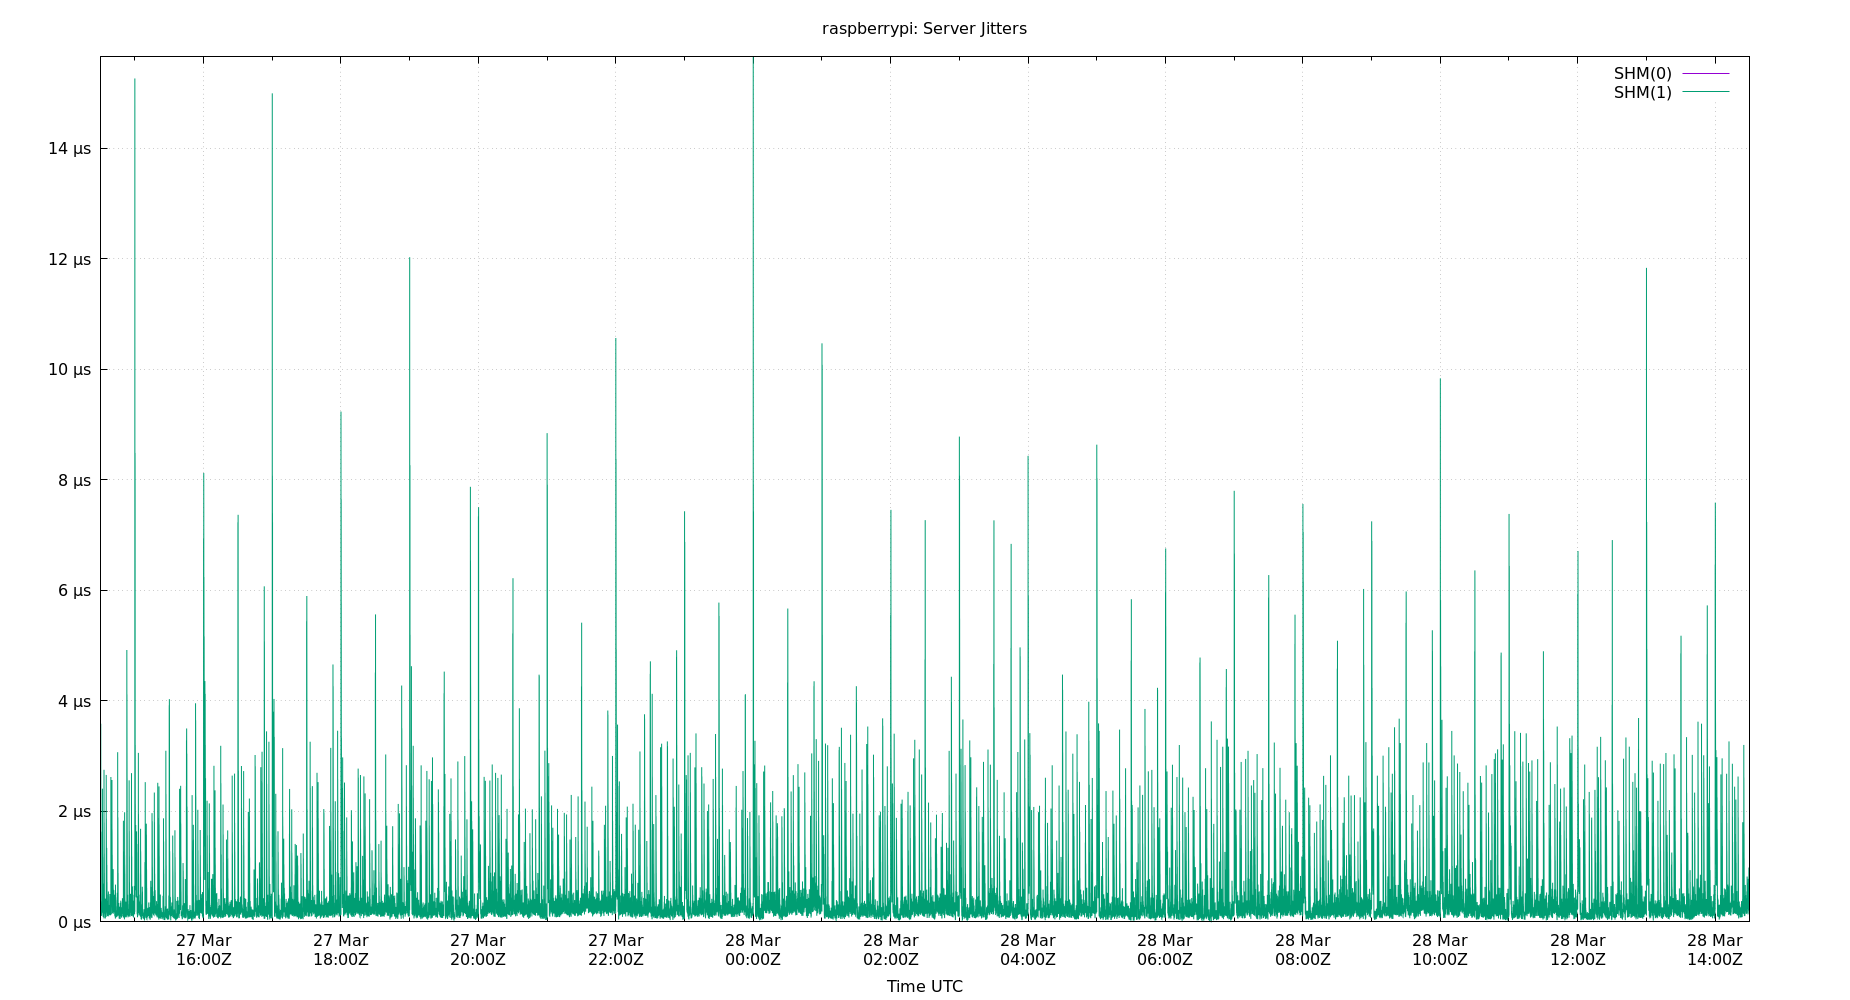 raspberrypi: Server Jitters
SHM(0)
SHM(1)
14 µs
12 µs
10 µs
8 µs
6 µs
4 µs
2 µs
0 µs
27 Mar 27 Mar 27 Mar 27 Mar 28 Mar 28 Mar 28 Mar 28 Mar 28 Mar 28 Mar 28 Mar 28 Mar
16:00Z 18:00Z 20:00Z 22:00Z 00:00Z 02:00Z 04:00Z 06:00Z 08:00Z 10:00Z 12:00Z 14:00Z
Time UTC